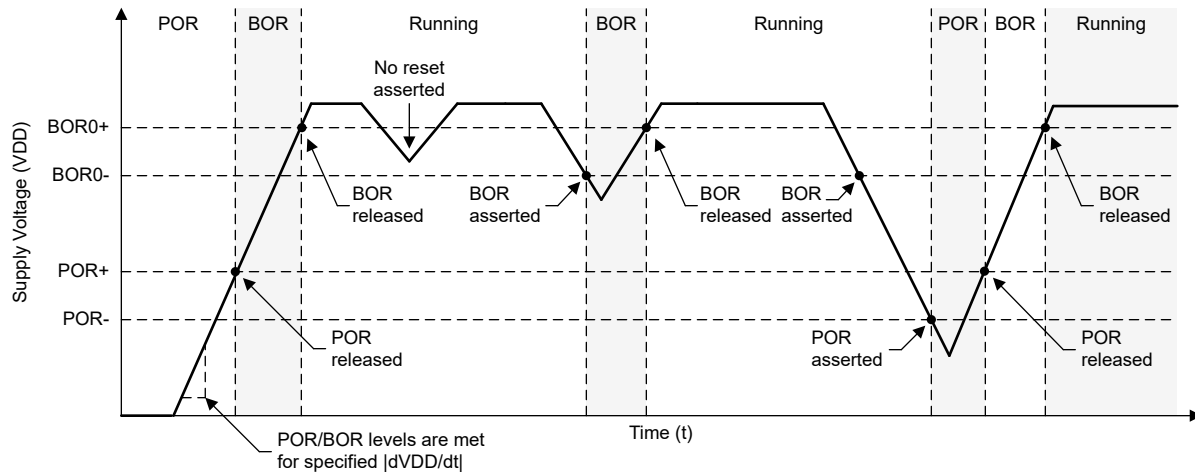 POR
BOR
Running
BOR
Running
POR
BOR
Running
No reset
asserted
Supply Voltage (VDD)
BOR0+
BOR0-
POR+
POR-
BOR
released
BOR
asserted
BOR
released
BOR
asserted
BOR
released
POR
released
POR
asserted
POR
released
POR/BOR levels are met
for specified |dVDD/dt|
Time (t)